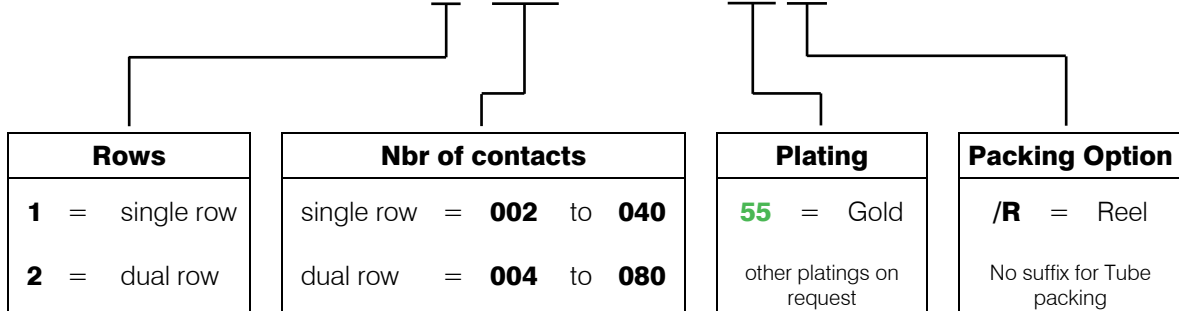 Rows
1 = single row
2 = dual row
Nbr of contacts
single row = 002 to 040
dual row = 004 to 080
Plating
55 = Gold
other platings on
request
Packing Option
/R = Reel
No suffix for Tube
packing